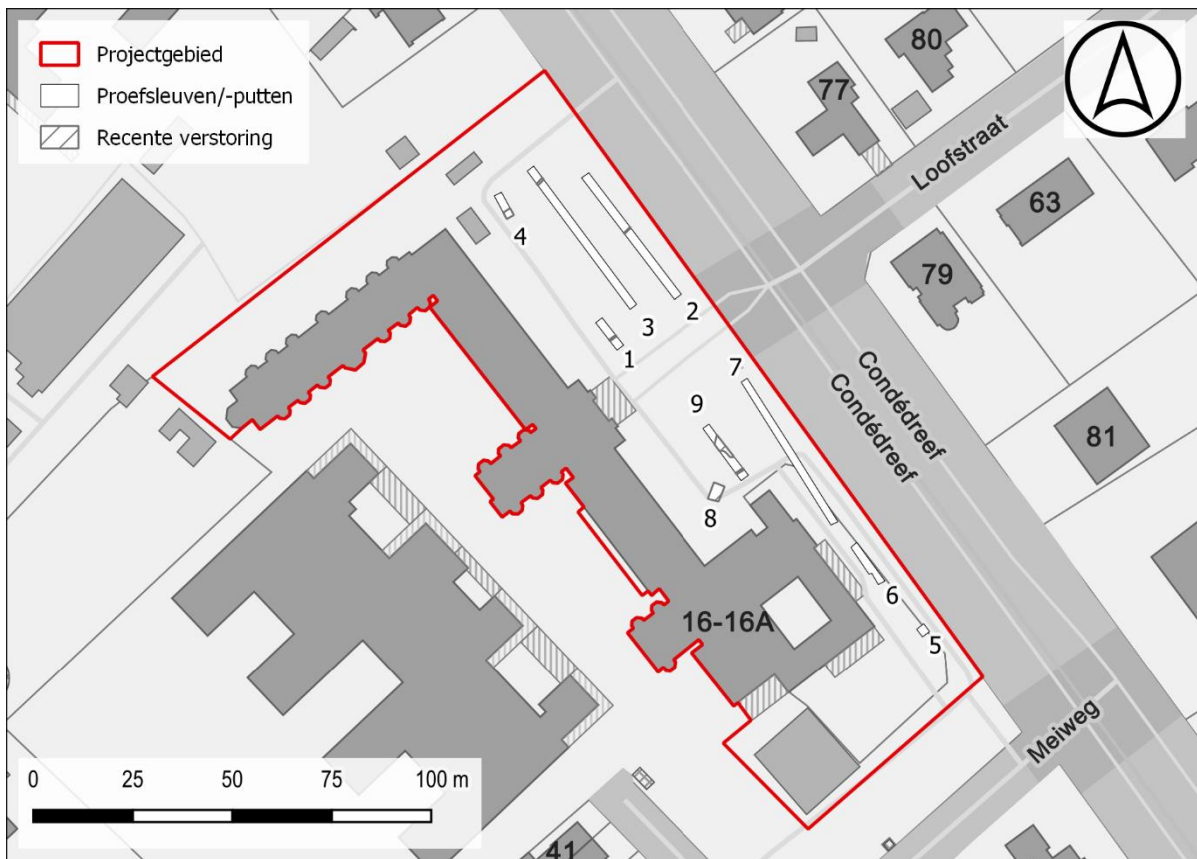 Projectgebied
Proefsleuven/-putten
Recente verstoring
80
77
Loofstraat
63
79
4
2
3
1
7
Condédreef
Condédreef
9
81
8
6
16-16A
5
Meiweg
0 25 50 75 100 m
41